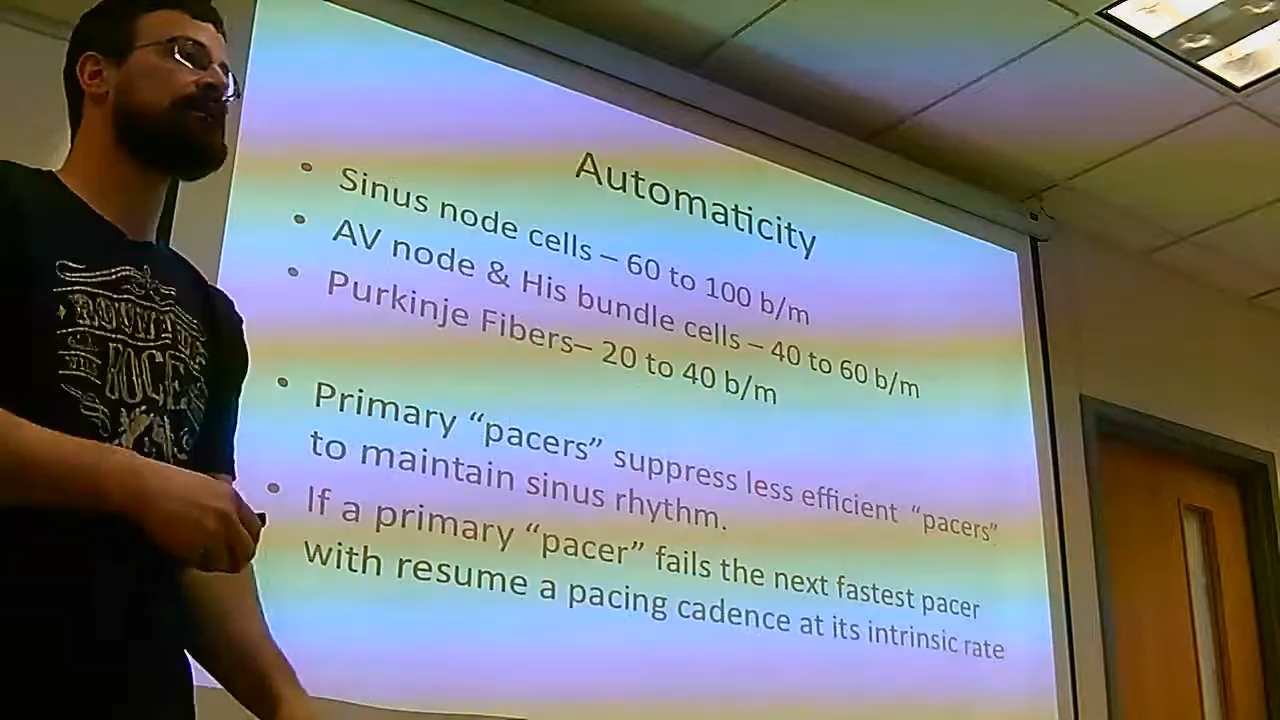 Automaticity
• Sinus node cells – 60 to 100 b/m
• AV node & His bundle cells – 40 to 60 b/m
• Purkinje Fibers– 20 to 40 b/m
• Primary “pacers” suppress less efficient “pacers”
to maintain sinus rhythm.
• If a primary “pacer” fails the next fastest pacer
with resume a pacing cadence at its intrinsic rate